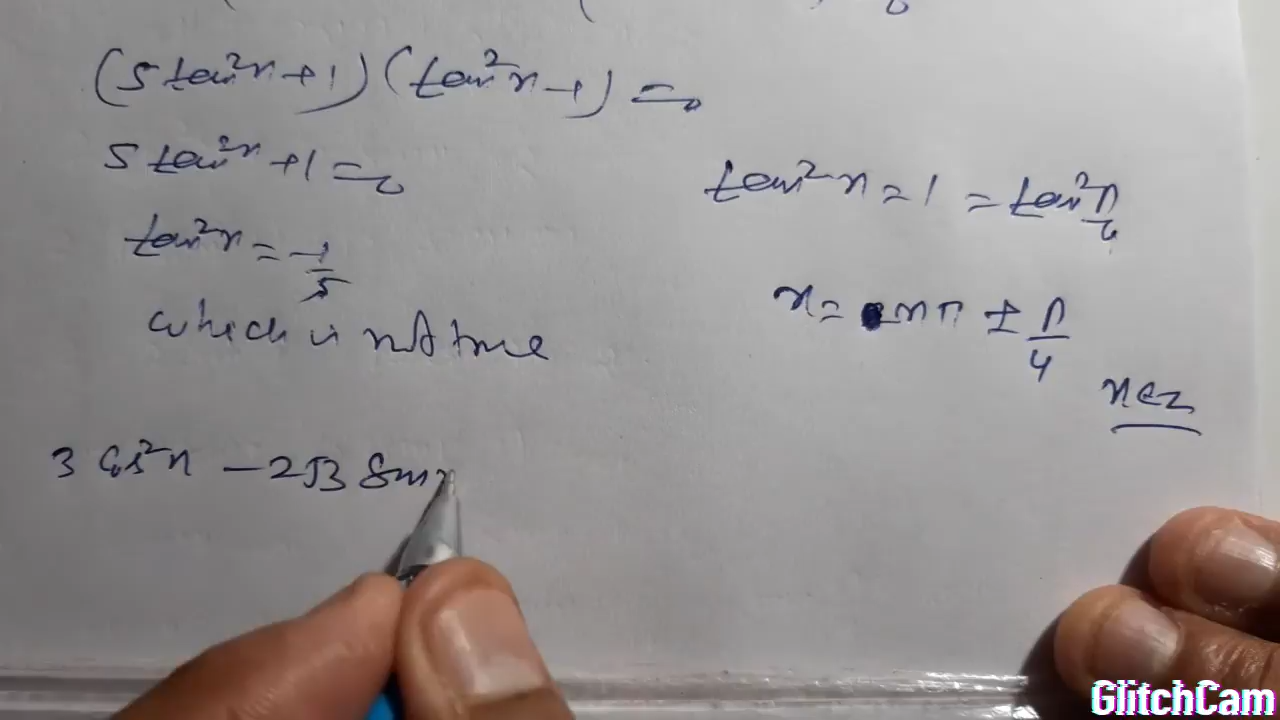 (5 tan²x + 1) (tan²x - 1) = 0
5 tan²x + 1 = 0
tan²x = 1 = tan²π/4
tan²x = -1/5
x = nπ ± π/4
which is not true
n ∈ Z
3 cos²x - 2√3 sinx
GlitchCam